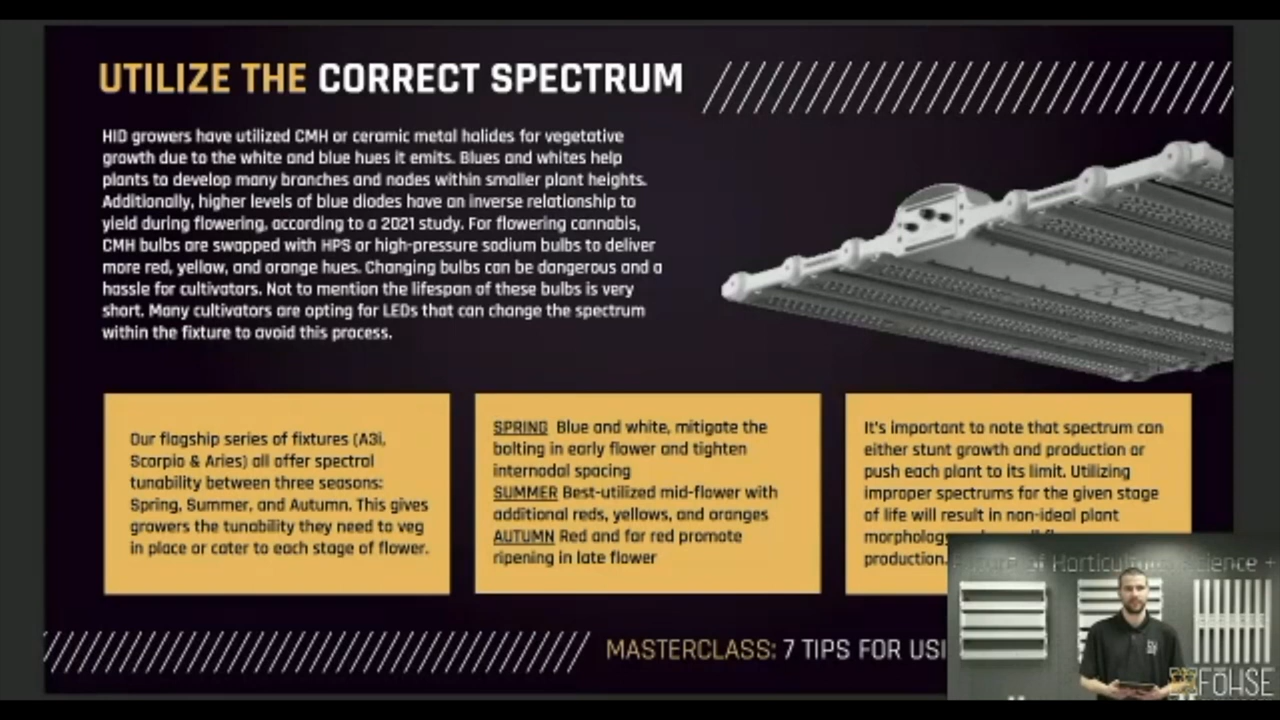 UTILIZE THE CORRECT SPECTRUM
HID growers have utilized CMH or ceramic metal halides for vegetative
growth due to the white and blue hues it emits. Blues and whites help
plants to develop many branches and nodes within smaller plant heights.
Additionally, higher levels of blue diodes have an inverse relationship to
yield during flowering, according to a 2021 study. For flowering cannabis,
CMH bulbs are swapped with HPS or high-pressure sodium bulbs to deliver
more red, yellow, and orange hues. Changing bulbs can be dangerous and a
hassle for cultivators. Not to mention the lifespan of these bulbs is very
short. Many cultivators are opting for LEDs that can change the spectrum
within the fixture to avoid this process.
Our flagship series of fixtures (A3i,
Scorpio & Aries) all offer spectral
tunability between three seasons:
Spring, Summer, and Autumn. This gives
growers the tunability they need to veg
in place or cater to each stage of flower.
SPRING Blue and white, mitigate the
bolting in early flower and tighten
internodal spacing
SUMMER Best-utilized mid-flower with
additional reds, yellows, and oranges
AUTUMN Red and far red promote
ripening in late flower
It's important to note that spectrum can
either stunt growth and production or
push each plant to its limit. Utilizing
improper spectrums for the given stage
of life will result in non-ideal plant
morphology
production.
of Horticultu Science +
MASTERCLASS: 7 TIPS FOR USI
FOHSE